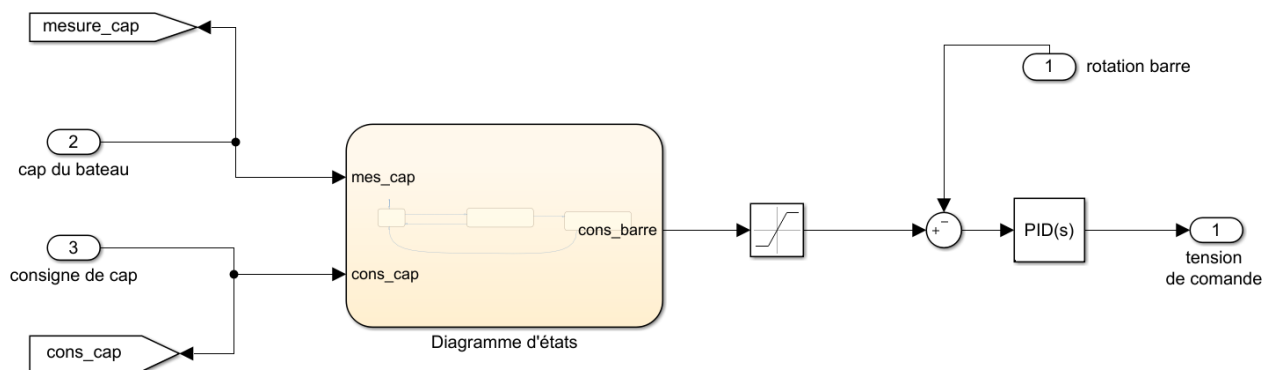 mesure_cap
1
rotation barre
2
cap du bateau
mes_cap
cons_barre
+
−
PID(s)
1
tension
de comande
3
consigne de cap
cons_cap
cons_cap
Diagramme d'états